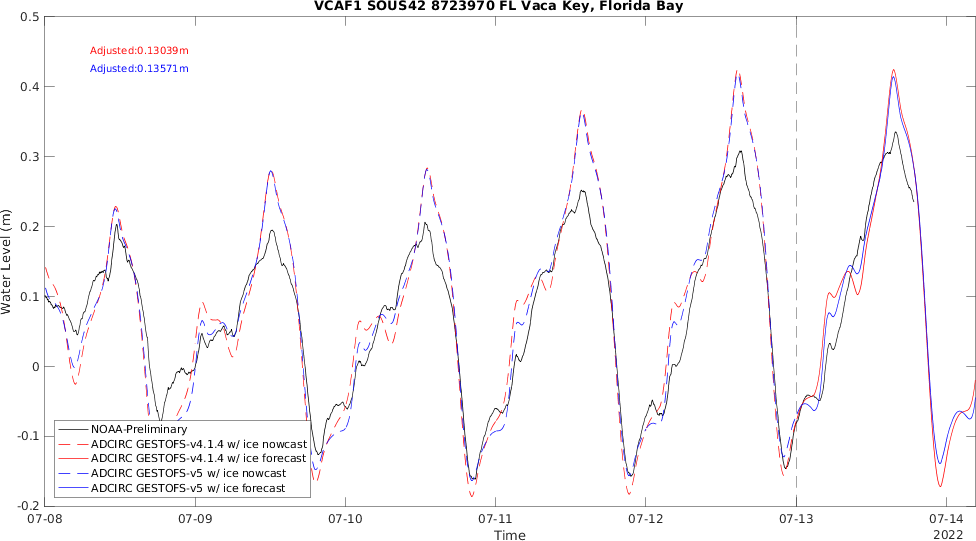 VCAF1 SOUS42 8723970 FL Vaca Key, Florida Bay
Adjusted:0.13039m
Adjusted:0.13571m
Water Level (m)
0.5
0.4
0.3
0.2
0.1
0
-0.1
-0.2
NOAA-Preliminary
ADCIRC GESTOFS-v4.1.4 w/ ice nowcast
ADCIRC GESTOFS-v4.1.4 w/ ice forecast
ADCIRC GESTOFS-v5 w/ ice nowcast
ADCIRC GESTOFS-v5 w/ ice forecast
07-08 07-09 07-10 07-11 07-12 07-13 07-14
Time 2022